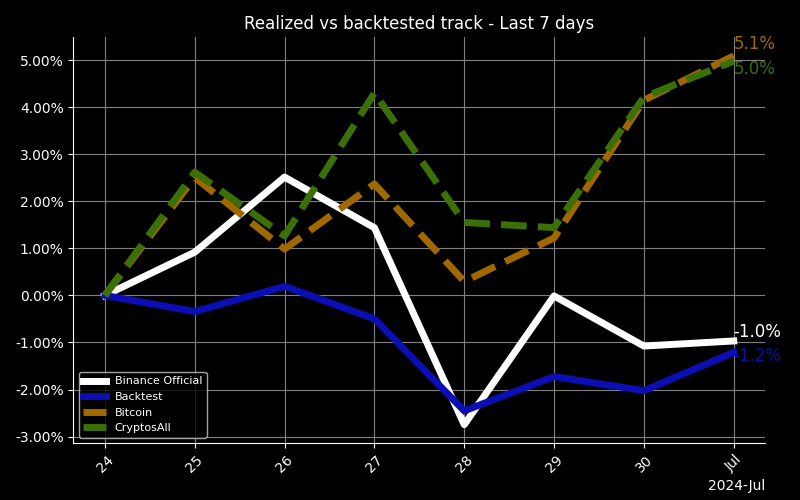 Realized vs backtested track - Last 7 days
5.1%
5.0%
5.00%
4.00%
3.00%
2.00%
1.00%
0.00%
-1.00%
-2.00%
-3.00%
-1.0%
-1.2%
Binance Official
Backtest
Bitcoin
CryptosAll
24
25
26
27
28
29
30
Jul
2024-Jul